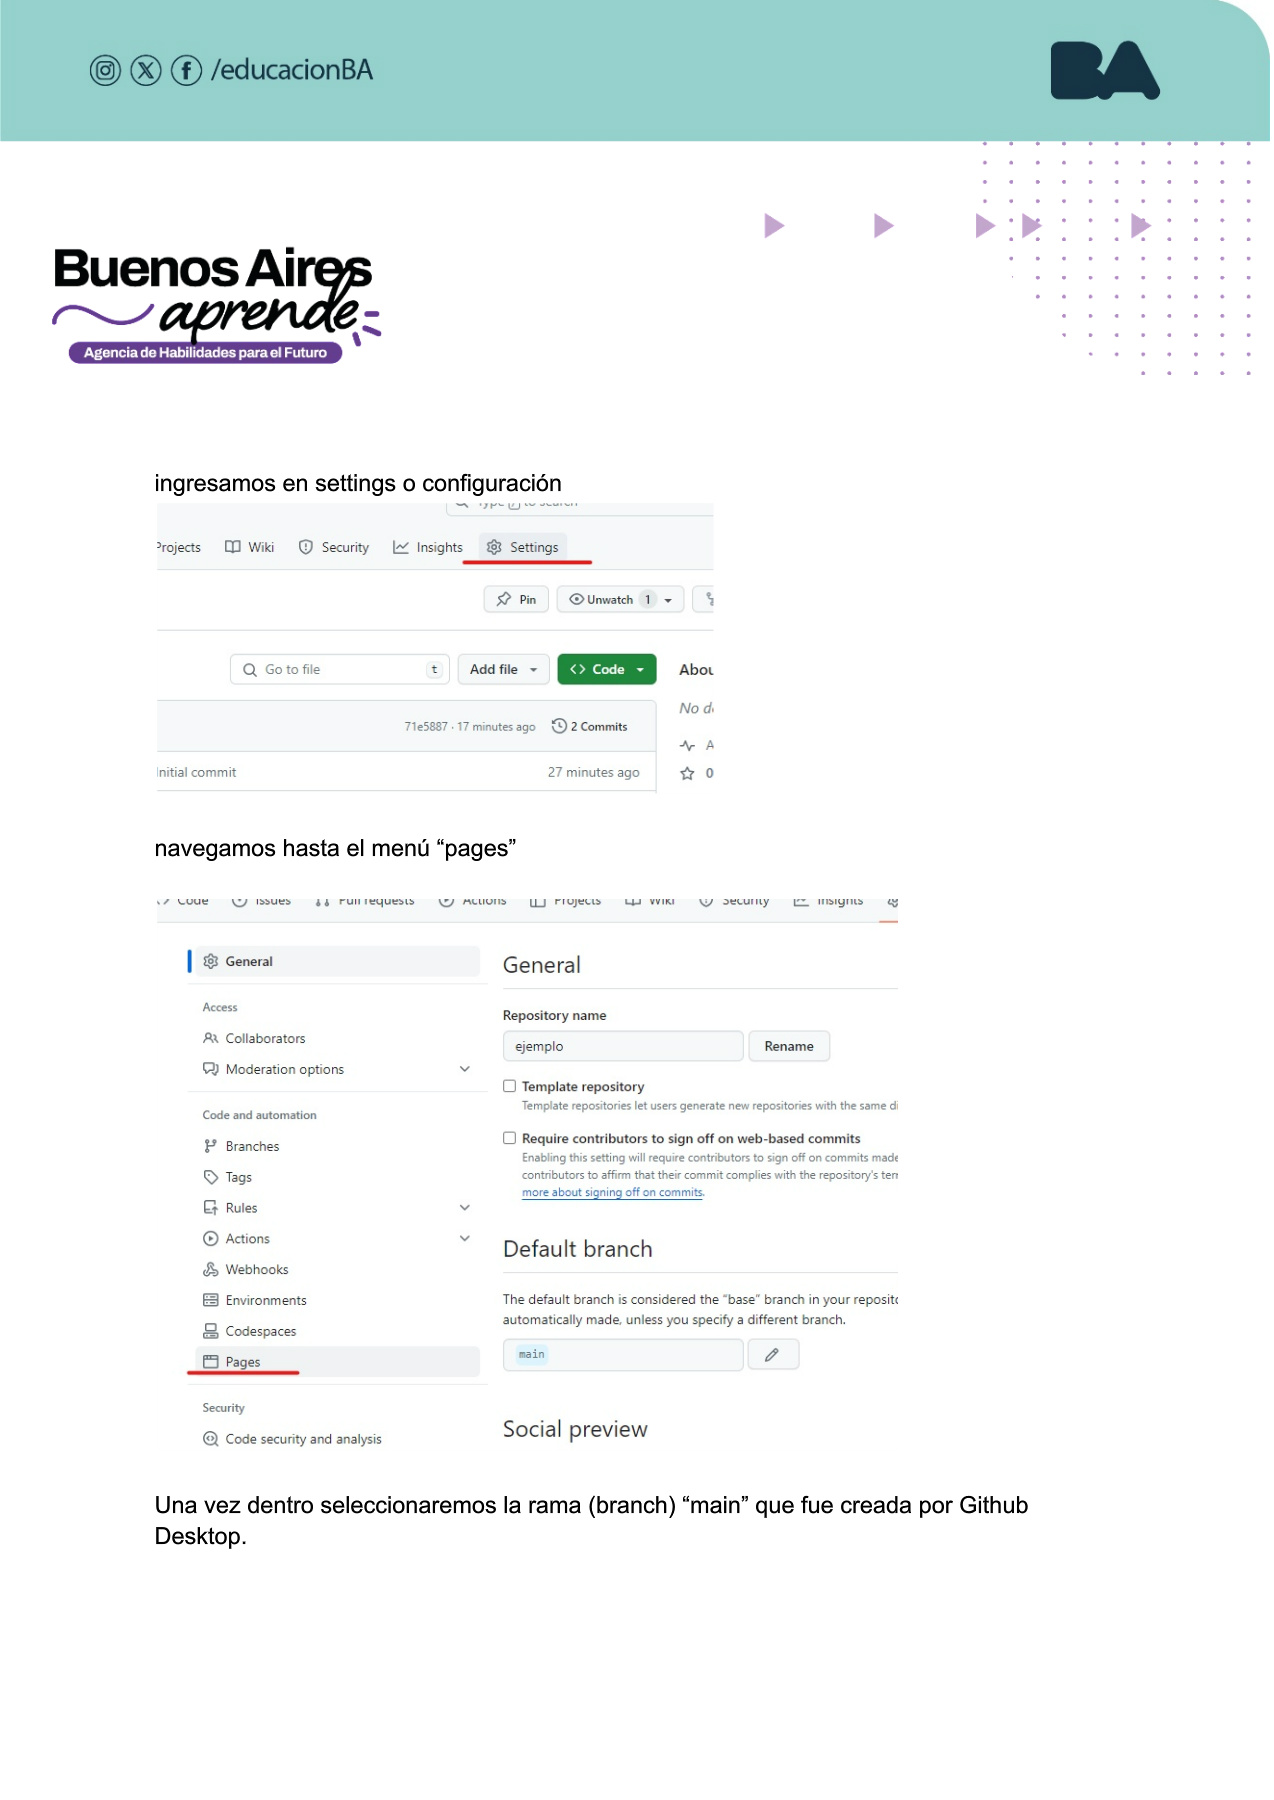 /educacionBA
BA
Buenos Aires
aprende
Agencia de Habilidades para el Futuro
ingresamos en settings o configuración
Type / to search
Projects Wiki Security Insights Settings
Pin Unwatch 1
Go to file t Add file <> Code Abou
No d
71e5887 · 17 minutes ago 2 Commits
A
Initial commit 27 minutes ago 0
navegamos hasta el menú “pages”
Code Issues Pull requests Actions Projects Wiki Security Insights
General
Access
Collaborators
Moderation options
Code and automation
Branches
Tags
Rules
Actions
Webhooks
Environments
Codespaces
Pages
Security
Code security and analysis
General
Repository name
ejemplo Rename
Template repository
Template repositories let users generate new repositories with the same di
Require contributors to sign off on web-based commits
Enabling this setting will require contributors to sign off on commits made
contributors to affirm that their commit complies with the repository's ter
more about signing off on commits.
Default branch
The default branch is considered the “base” branch in your reposito
automatically made, unless you specify a different branch.
main
Social preview
Una vez dentro seleccionaremos la rama (branch) “main” que fue creada por Github
Desktop.